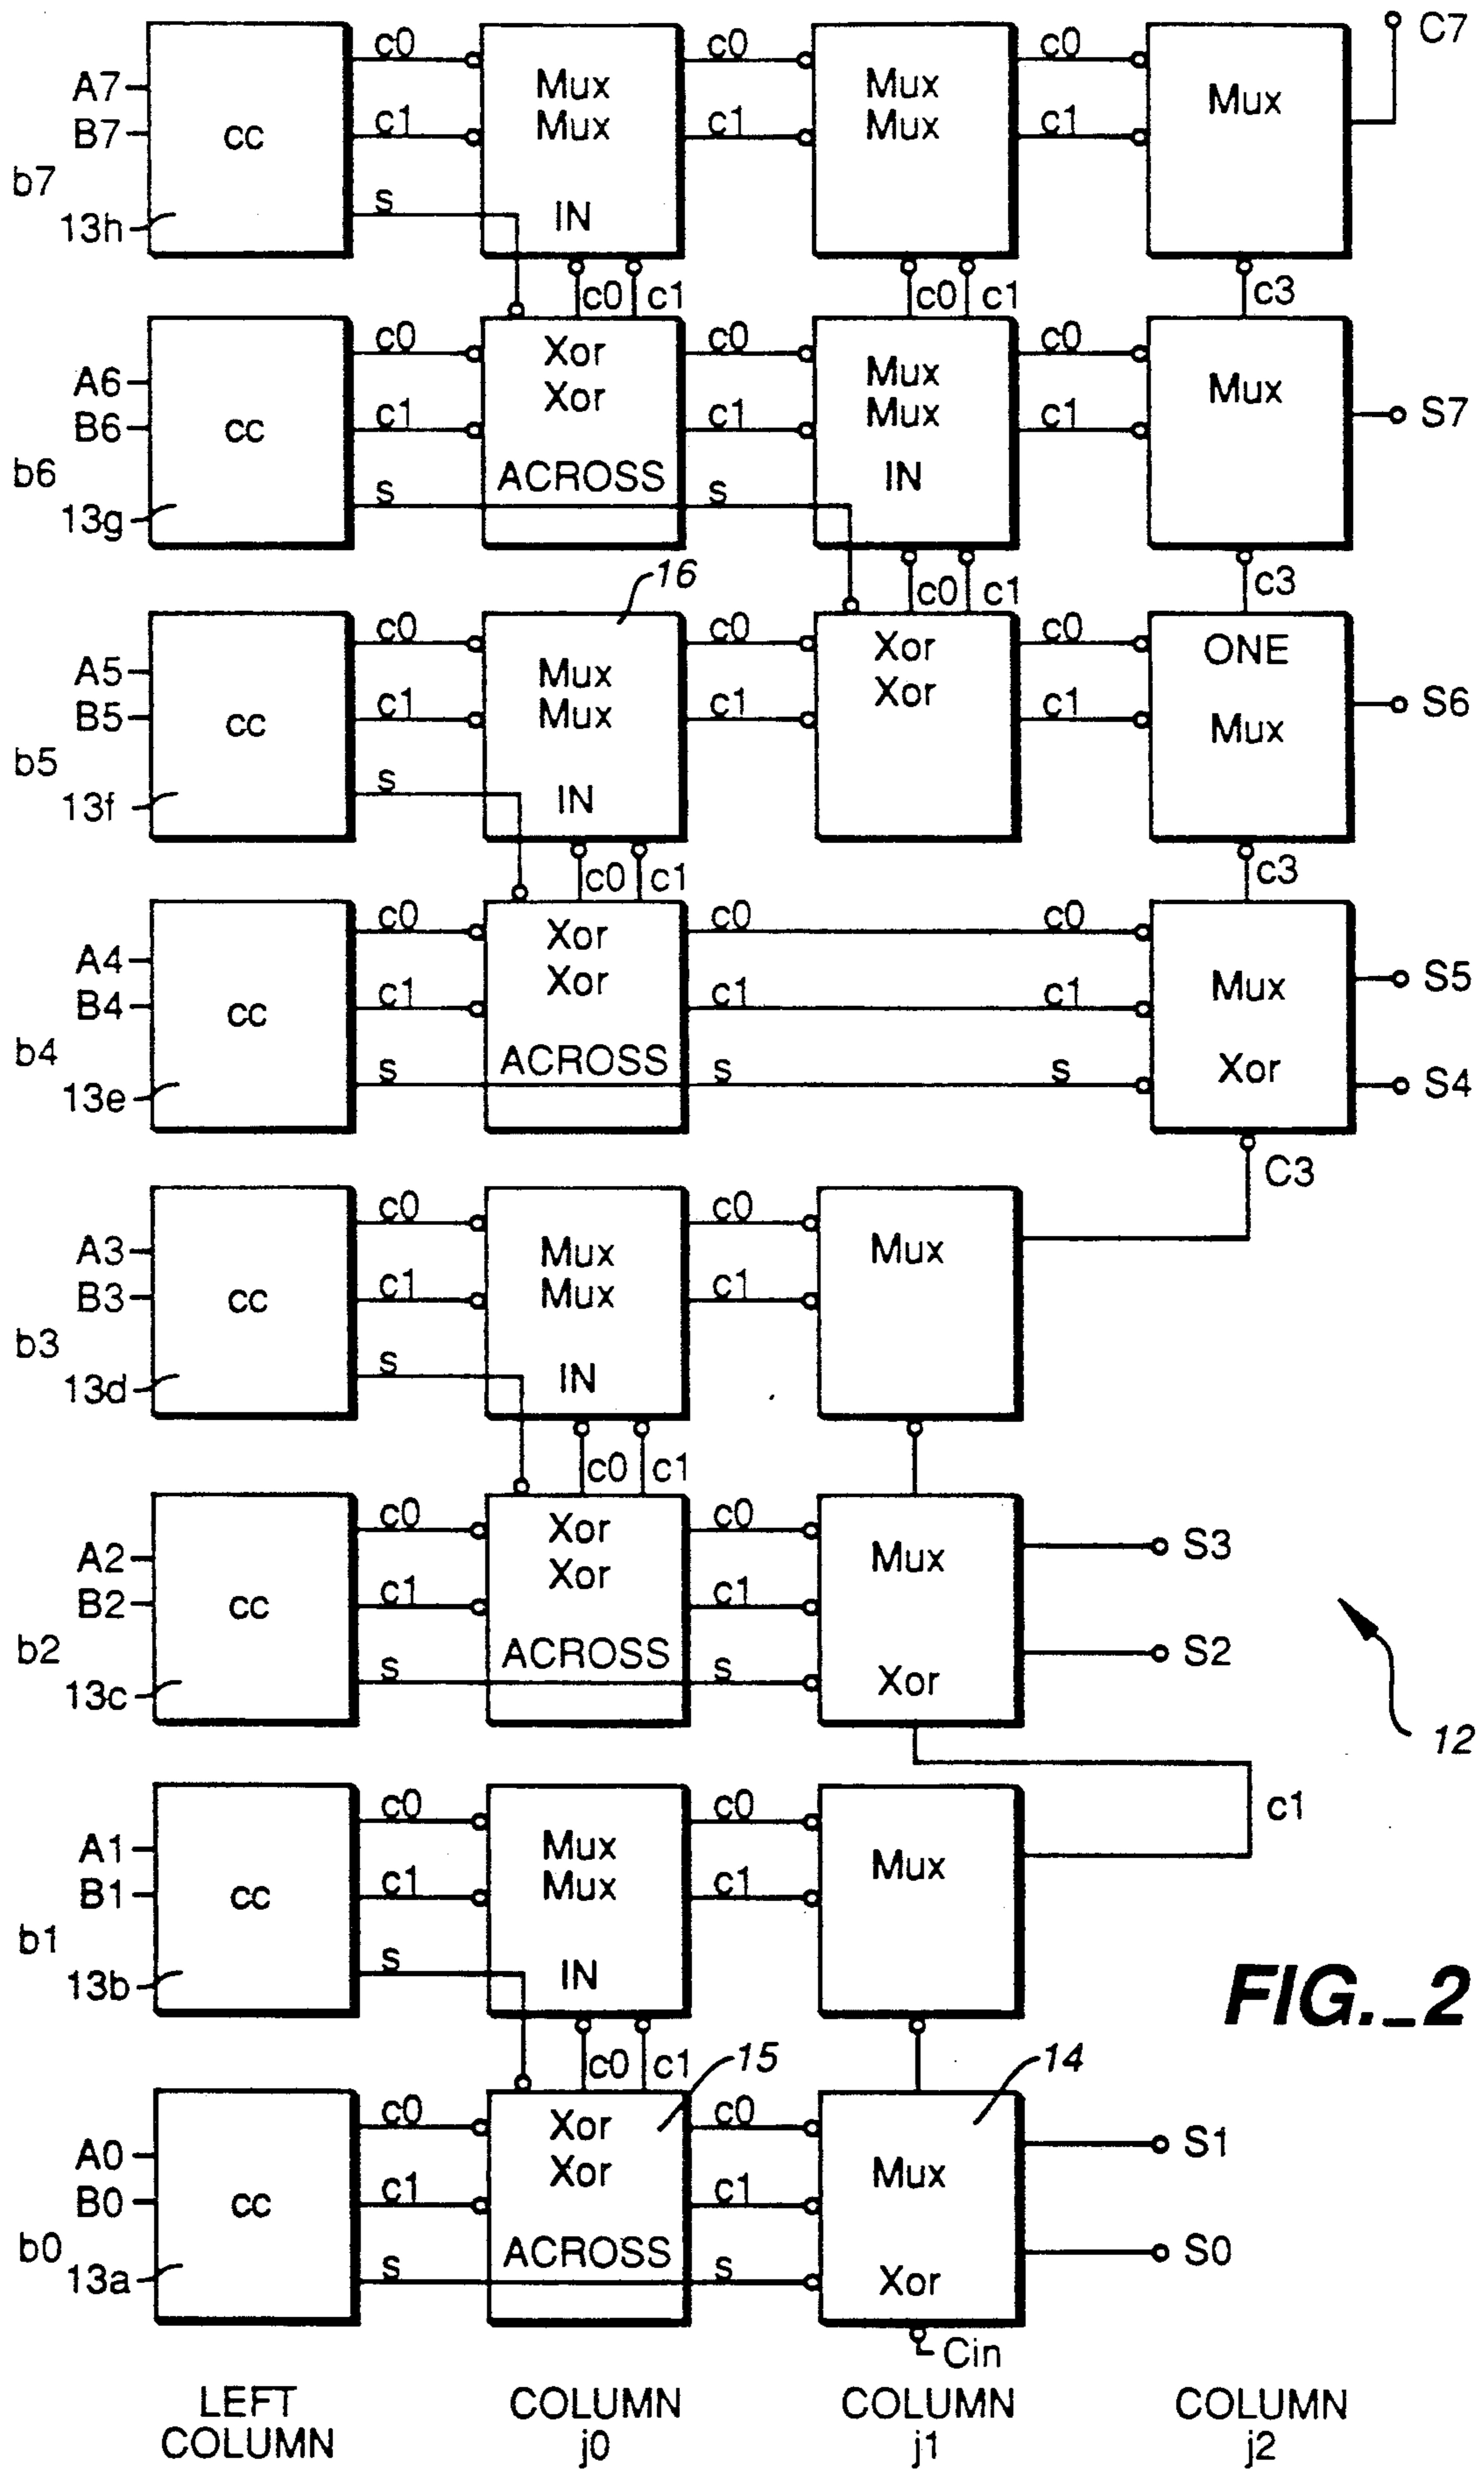 c0 c0 c0 C7
A7 Mux Mux Mux
B7 cc c1 Mux c1 Mux c1
b7
13h s IN
c0 c1 c0 c1 c3
c0 Xor c0 c0
A6 Xor Mux Mux
B6 cc c1 c1 Mux c1 S7
b6 ACROSS IN
13g s s
16 c0 c1 c3
c0 c0 Xor c0 ONE
A5 Mux Xor
B5 cc c1 Mux c1 c1 Mux S6
b5
13f s IN
c0 c1 c3
c0 Xor c0 c0
A4 Xor Mux S5
B4 cc c1 c1 c1
b4 ACROSS Xor
13e s s s S4
C3
c0 c0
A3 Mux Mux
B3 cc c1 Mux c1
b3
13d s IN
c0 c1
c0 Xor c0 S3
A2 Xor Mux
B2 cc c1 c1
b2 ACROSS Xor S2
13c s s
12
c0 c0 c1
A1 Mux Mux
B1 cc c1 Mux c1
b1
13b s IN
FIG._2
c0 c1 15 14
c0 Xor c0 S1
A0 Xor Mux
B0 cc c1 c1
b0 ACROSS Xor S0
13a s s
Cin
LEFT COLUMN COLUMN COLUMN
COLUMN j0 j1 j2